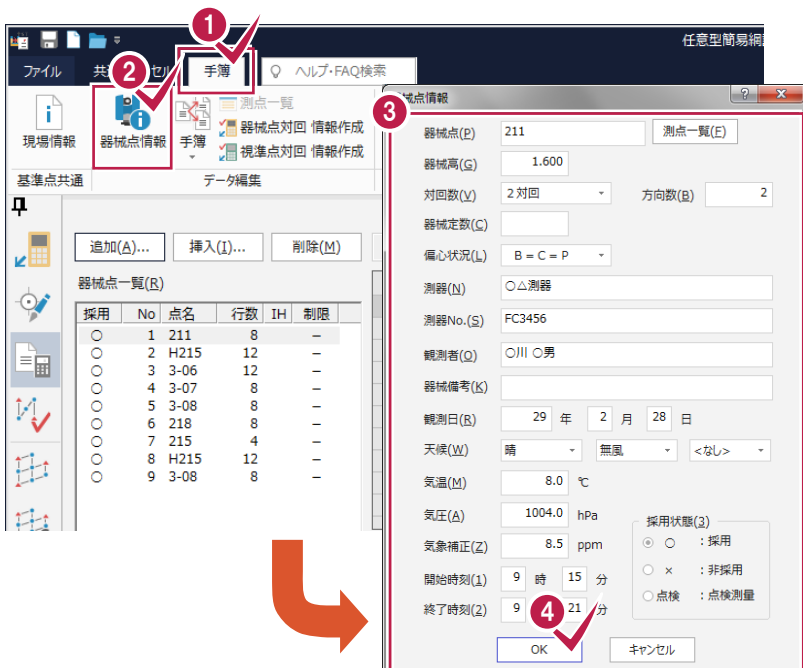 1
任意型簡易網
ファイル
手簿
ヘルプ・FAQ検索
2
現場情報
器械点情報
手簿
測点一覧
器械点対回 情報作成
視準点対回 情報作成
基準点共通
データ編集
追加(A)...
挿入(I)...
削除(M)
器械点一覧(R)
採用 No 点名 行数 IH 制限
○ 1 211 8 –
○ 2 H215 12 –
○ 3 3-06 12 –
○ 4 3-07 8 –
○ 5 3-08 8 –
○ 6 218 8 –
○ 7 215 4 –
○ 8 H215 12 –
○ 9 3-08 8 –
3
械点情報
? x
器械点(P) 211 測点一覧(F)
器械高(G) 1.600
対回数(V) 2対回 方向数(B) 2
器械定数(C)
偏心状況(L) B = C = P
測器(N) ○△測器
測器No.(S) FC3456
観測者(O) ○川 ○男
器械備考(K)
観測日(R) 29 年 2 月 28 日
天候(W) 晴 無風 <なし>
気温(M) 8.0 ℃
気圧(A) 1004.0 hPa
気象補正(Z) 8.5 ppm
開始時刻(1) 9 時 15 分
終了時刻(2) 9 21 分
採用状態(3)
○ : 採用
× : 非採用
点検 : 点検測量
4
OK
キャンセル